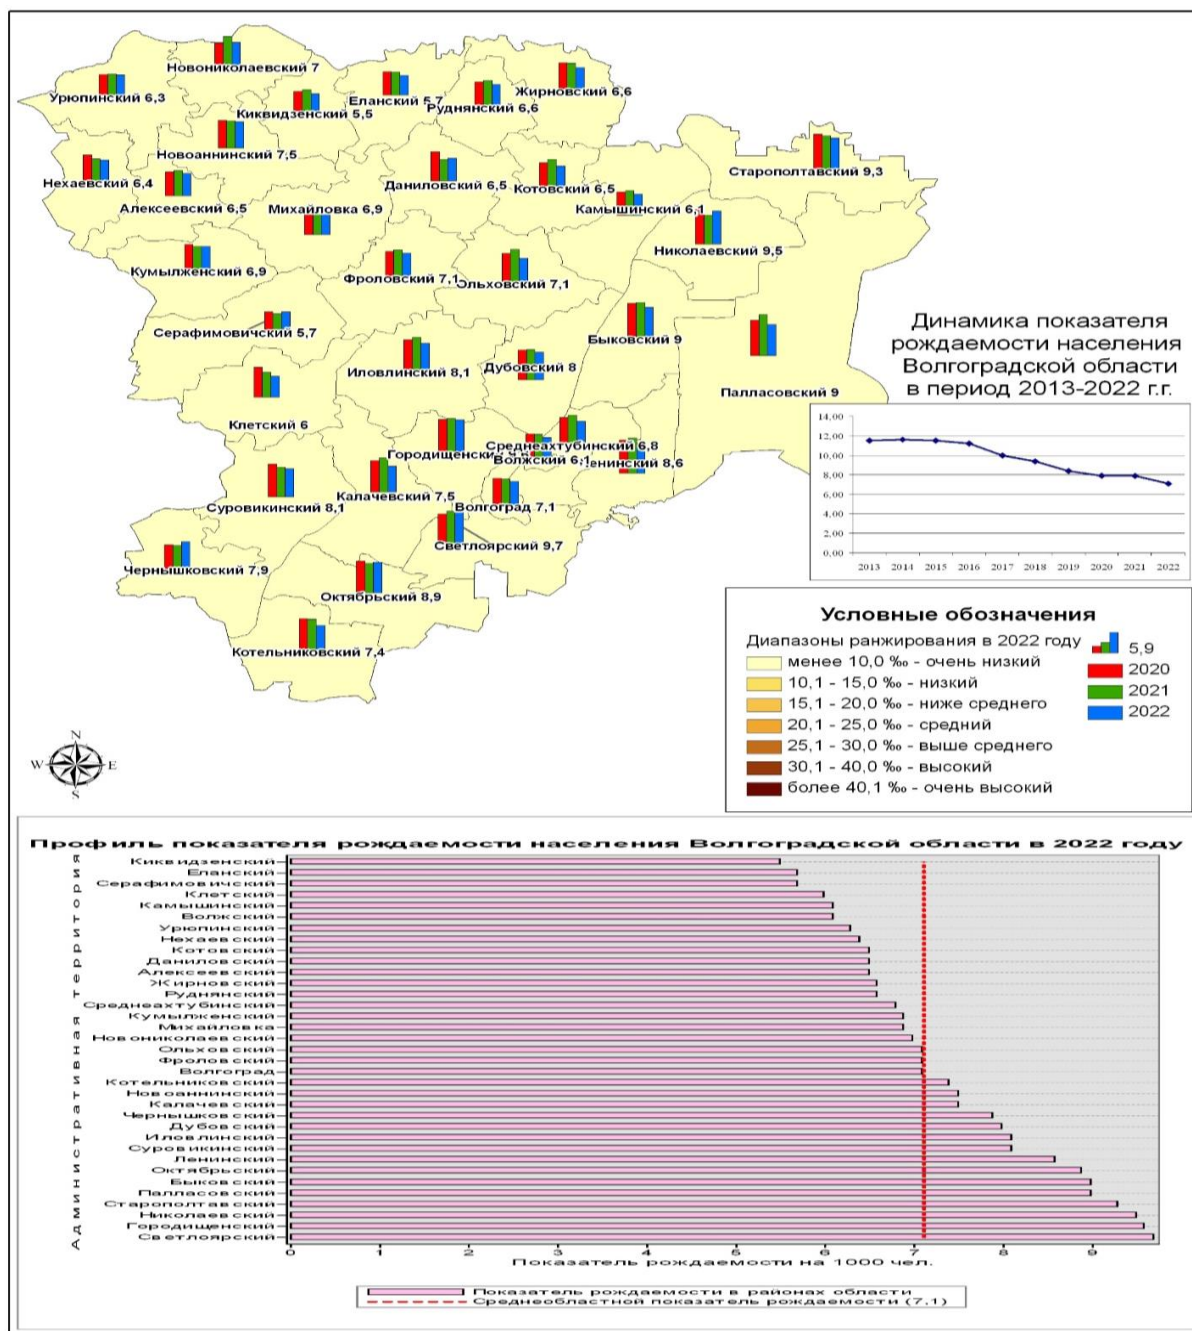 Новониколаевский 7
Урюпинский 6,3
Киквидзенский 5,5
Еланский 5,7
Руднянский 6,6
Жирновский 6,6
Новоаннинский 7,5
Нехаевский 6,4
Алексеевский 6,5
Михайловка 6,9
Даниловский 6,5
Котовский 6,5
Камышинский 6,1
Старополтавский 9,3
Николаевский 9,5
Кумылженский 6,9
Фроловский 7,1
Ольховский 7,1
Серафимовичский 5,7
Иловлинский 8,1
Дубовский 8
Быковский 9
Палласовский 9
Клетский 6
Городищенский
Среднеахтубинский 6,8
Волжский 6,1
Ленинский 8,6
Суровикинский 8,1
Калачевский 7,5
Волгоград 7,1
Светлоярский 9,7
Чернышковский 7,9
Октябрьский 8,9
Котельниковский 7,4
Динамика показателя
рождаемости населения
Волгоградской области
в период 2013-2022 г.г.
14,00
12,00
10,00
8,00
6,00
4,00
2,00
0,00
2013 2014 2015 2016 2017 2018 2019 2020 2021 2022
Условные обозначения
Диапазоны ранжирования в 2022 году
менее 10,0 ‰ - очень низкий
10,1 - 15,0 ‰ - низкий
15,1 - 20,0 ‰ - ниже среднего
20,1 - 25,0 ‰ - средний
25,1 - 30,0 ‰ - выше среднего
30,1 - 40,0 ‰ - высокий
более 40,1 ‰ - очень высокий
5,9
2020
2021
2022
N
W E
S
Профиль показателя рождаемости населения Волгоградской области в 2022 году
Административная территория
Киквидзенский
Еланский
Серафимовичский
Клетский
Камышинский
Волжский
Урюпинский
Нехаевский
Котовский
Даниловский
Алексеевский
Жирновский
Руднянский
Среднеахтубинский
Кумылженский
Михайловка
Новониколаевский
Ольховский
Фроловский
Волгоград
Котельниковский
Новоаннинский
Калачевский
Чернышковский
Дубовский
Иловлинский
Суровикинский
Ленинский
Октябрьский
Быковский
Палласовский
Старополтавский
Николаевский
Городищенский
Светлоярский
0 1 2 3 4 5 6 7 8 9
Показатель рождаемости на 1000 чел.
Показатель рождаемости в районах области
Среднеобластной показатель рождаемости (7.1)